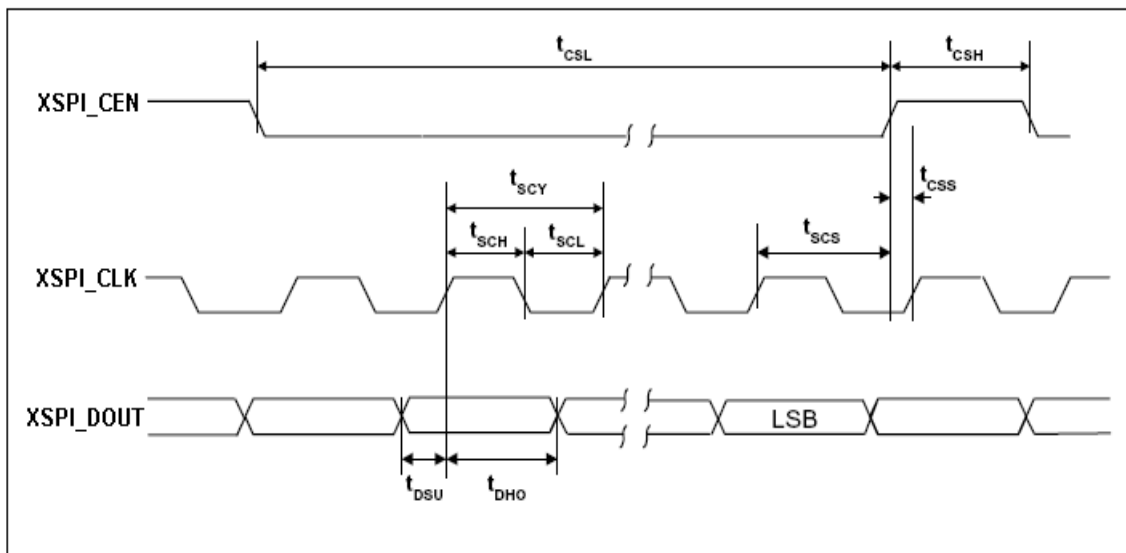 tCSL
tCSH
XSPI_CEN
tSCY
tCSS
tSCH
tSCL
tSCS
XSPI_CLK
XSPI_DOUT
LSB
tDSU
tDHO